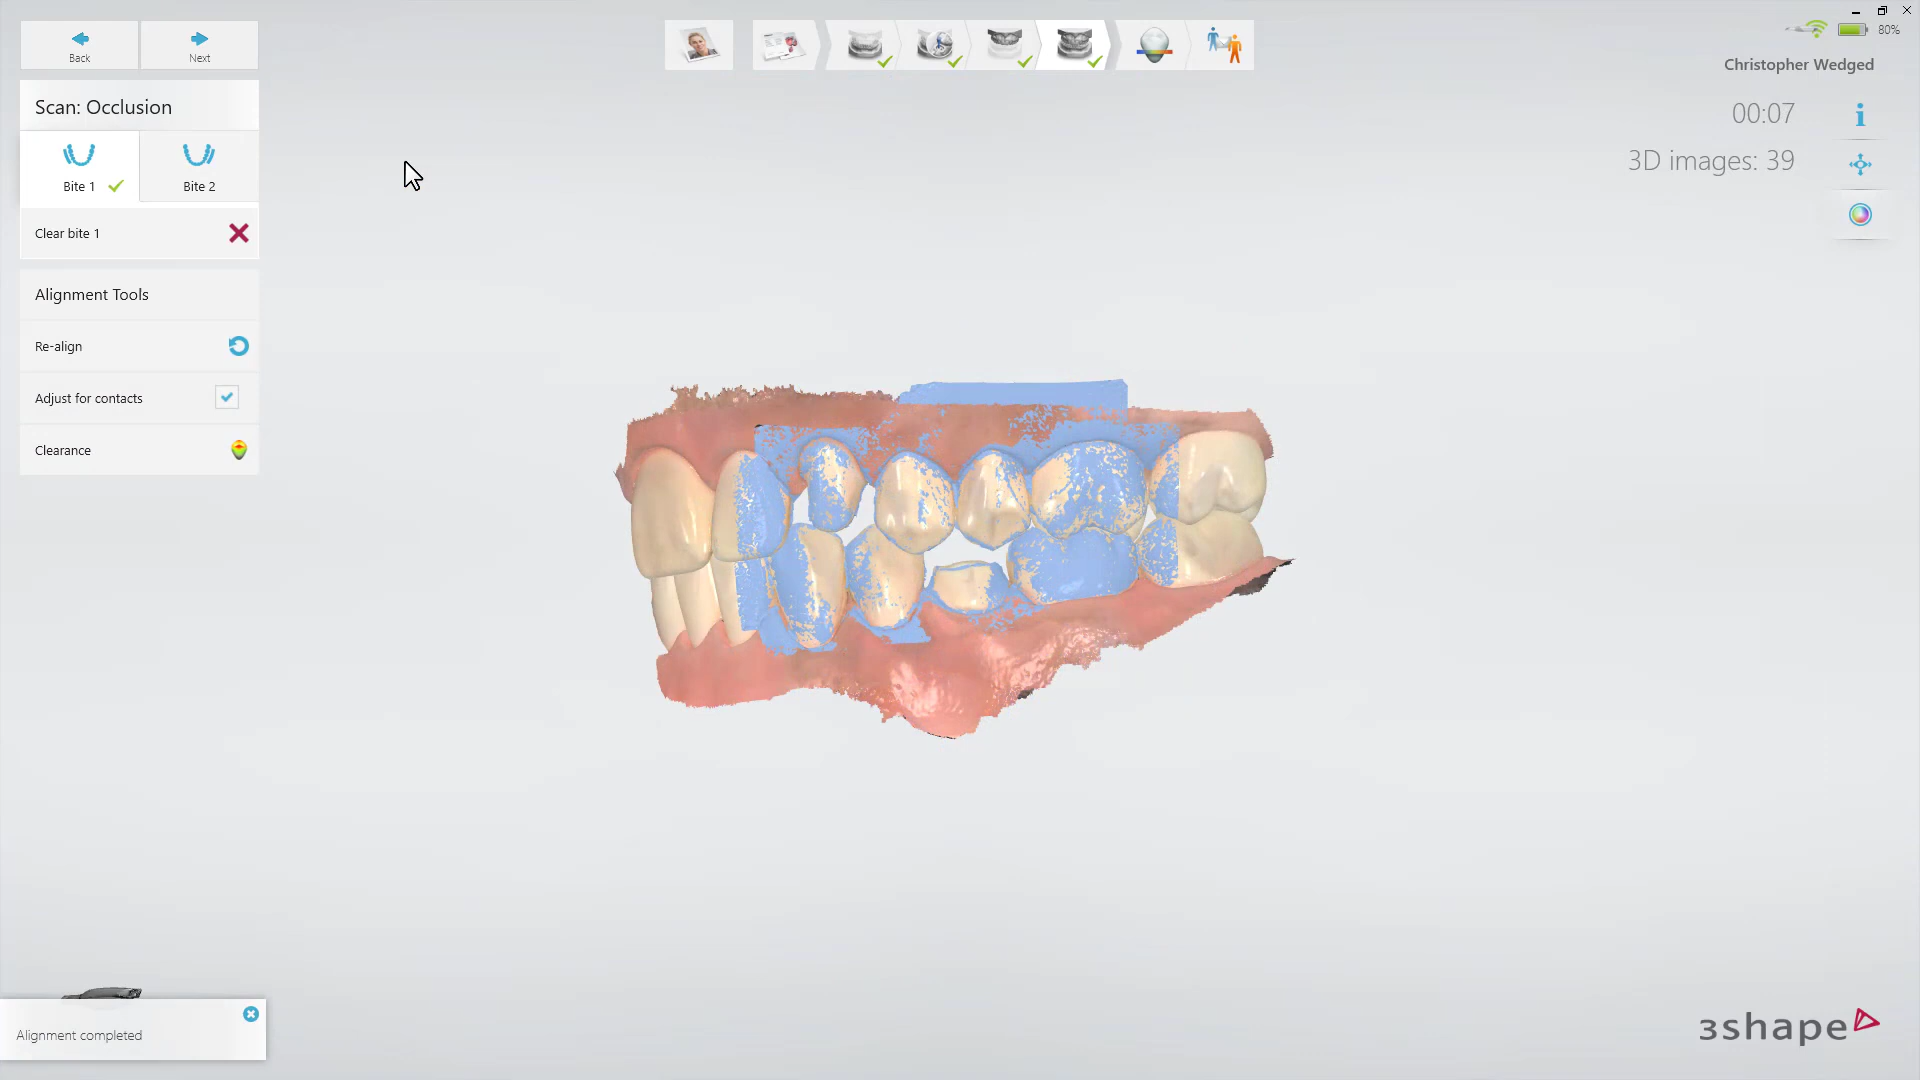 Back
Next
80%
Christopher Wedged
Scan: Occlusion
00:07
3D images: 39
Bite 1
Bite 2
Clear bite 1
Alignment Tools
Re-align
Adjust for contacts
Clearance
Alignment completed
3shape